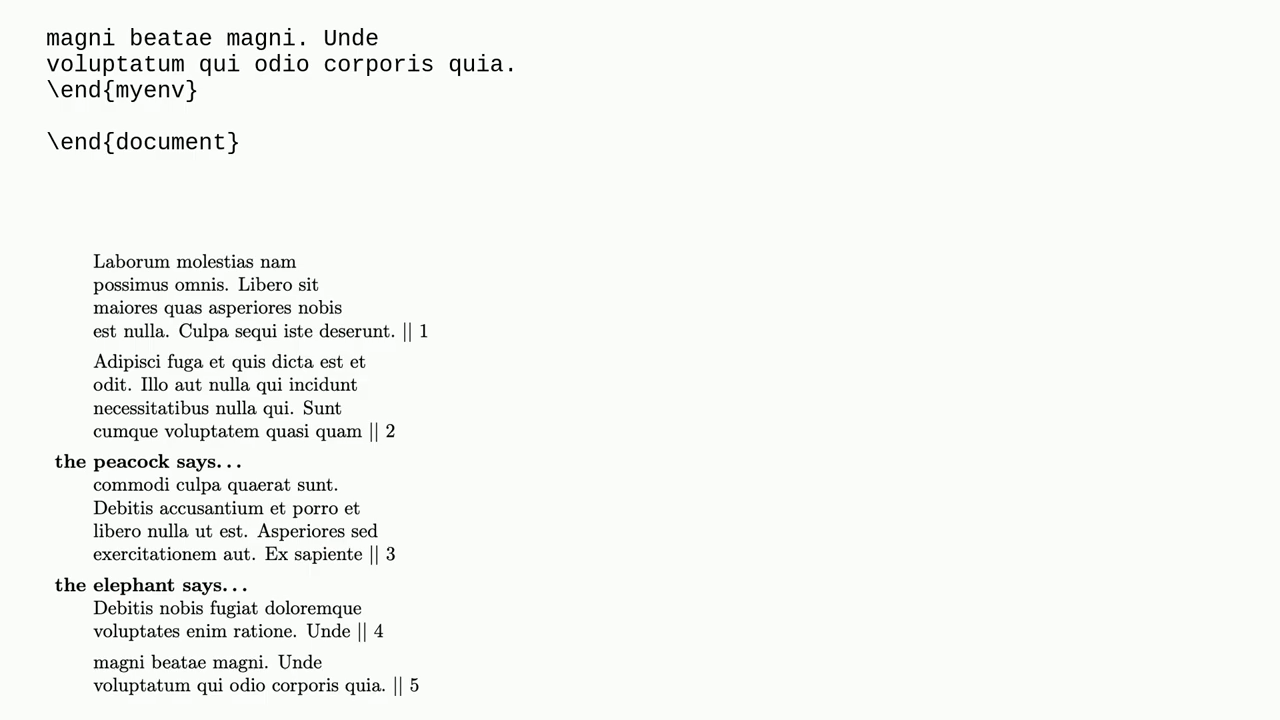 magni beatae magni. Unde
voluptatum qui odio corporis quia.
\end{myenv}
\end{document}
Laborum molestias nam
possimus omnis. Libero sit
maiores quas asperiores nobis
est nulla. Culpa sequi iste deserunt. || 1
Adipisci fuga et quis dicta est et
odit. Illo aut nulla qui incidunt
necessitatibus nulla qui. Sunt
cumque voluptatem quasi quam || 2
the peacock says...
commodi culpa quaerat sunt.
Debitis accusantium et porro et
libero nulla ut est. Asperiores sed
exercitationem aut. Ex sapiente || 3
the elephant says...
Debitis nobis fugiat doloremque
voluptates enim ratione. Unde || 4
magni beatae magni. Unde
voluptatum qui odio corporis quia. || 5